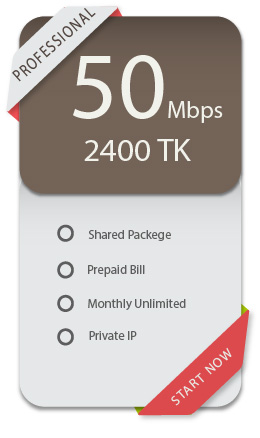 PROFESSIONAL
50 Mbps
2400 TK
Shared Packege
Prepaid Bill
Monthly Unlimited
Private IP
START NOW